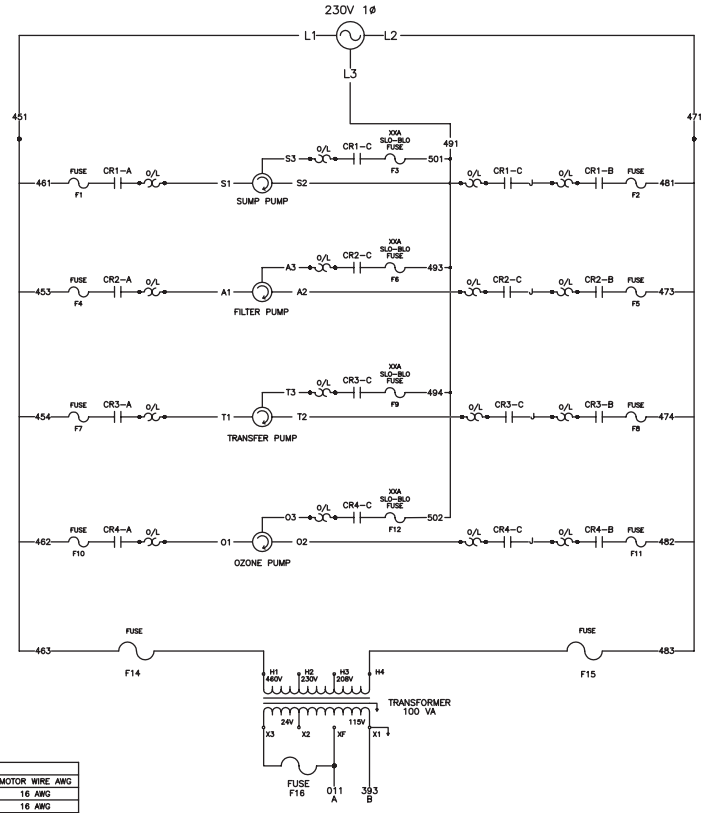 230V 1Ø
L1 L2
L3
451 491 471
XXA
SLO-BLO
FUSE
S3 O/L CR1-C F3 501
461 FUSE F1 CR1-A O/L S1 S2 O/L CR1-C J O/L CR1-B FUSE F2 481
SUMP PUMP
XXA
SLO-BLO
FUSE
A3 O/L CR2-C F6 493
453 FUSE F4 CR2-A O/L A1 A2 O/L CR2-C J O/L CR2-B FUSE F5 473
FILTER PUMP
XXA
SLO-BLO
FUSE
T3 O/L CR3-C F9 494
454 FUSE F7 CR3-A O/L T1 T2 O/L CR3-C J O/L CR3-B FUSE F8 474
TRANSFER PUMP
XXA
SLO-BLO
FUSE
O3 O/L CR4-C F12 502
462 FUSE F10 CR4-A O/L O1 O2 O/L CR4-C J O/L CR4-B FUSE F11 482
OZONE PUMP
FUSE FUSE
463 483
F14 F15
H1 H2 H3 H4
460V 230V 208V
TRANSFORMER
100 VA
24V 115V
X3 X2 XF X1
FUSE
F16
011 393
A B
MOTOR WIRE AWG
16 AWG
16 AWG